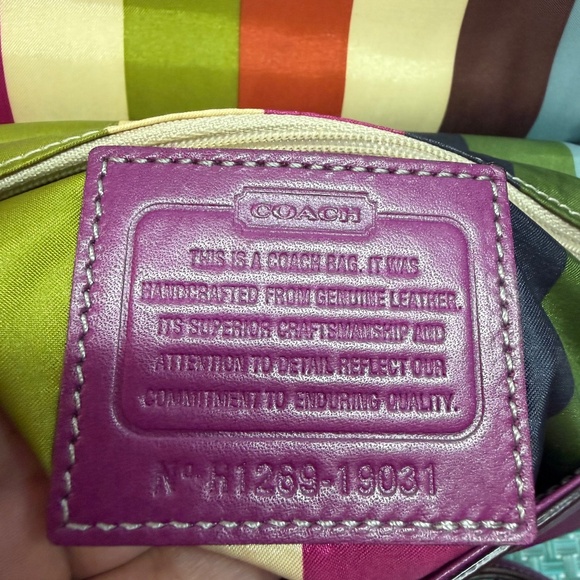 COACH
THIS IS A COACH BAG. IT WAS
HANDCRAFTED FROM GENUINE LEATHER.
ITS SUPERIOR CRAFTSMANSHIP AND
ATTENTION TO DETAIL REFLECT OUR
COMMITMENT TO ENDURING QUALITY.
No H1269-19031